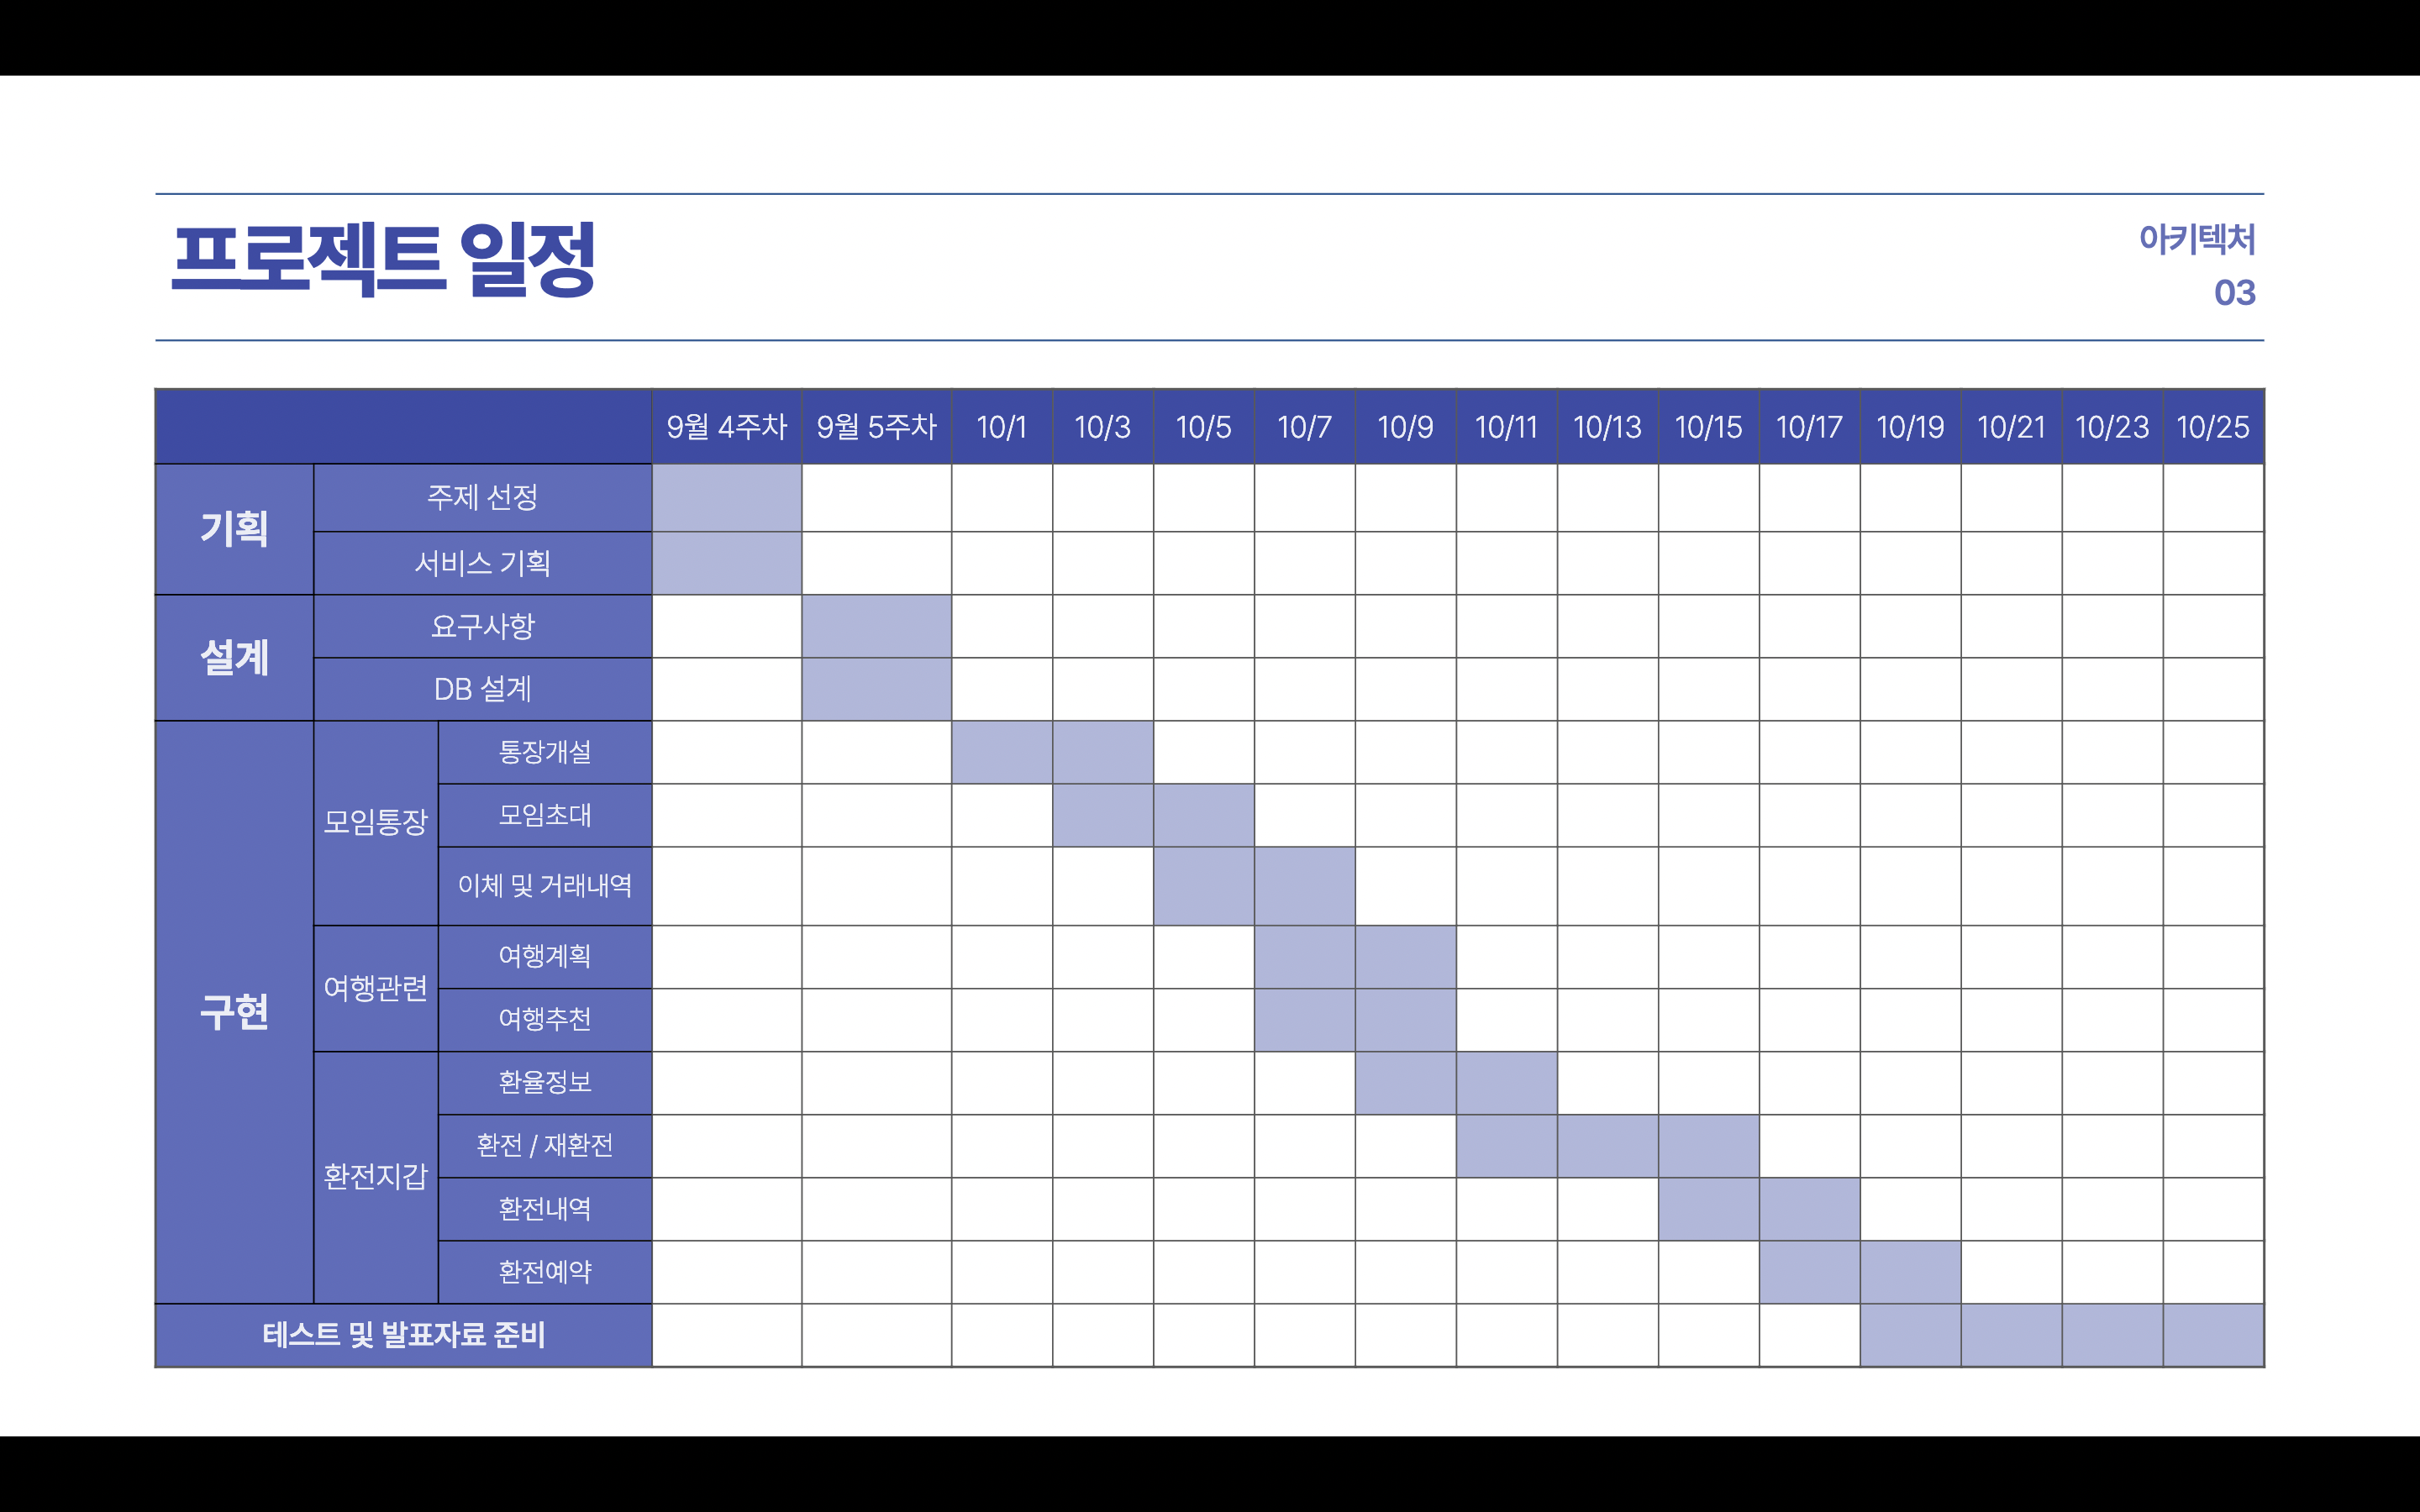 프로젝트 일정
아키텍처
03
9월 4주차 9월 5주차 10/1 10/3 10/5 10/7 10/9 10/11 10/13 10/15 10/17 10/19 10/21 10/23 10/25
기획
주제 선정
서비스 기획
설계
요구사항
DB 설계
구현
모임통장
통장개설
모임초대
이체 및 거래내역
여행관련
여행계획
여행추천
환전지갑
환율정보
환전 / 재환전
환전내역
환전예약
테스트 및 발표자료 준비